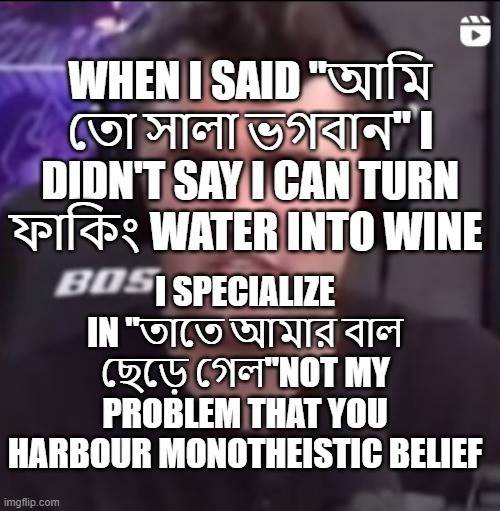 WHEN I SAID "আমি
তো সালা ভগবান" I
DIDN'T SAY I CAN TURN
ফাকিং WATER INTO WINE
BOS
I SPECIALIZE
IN "তাতে আমার বাল
ছেড়ে গেল"NOT MY
PROBLEM THAT YOU
HARBOUR MONOTHEISTIC BELIEF
imgflip.com